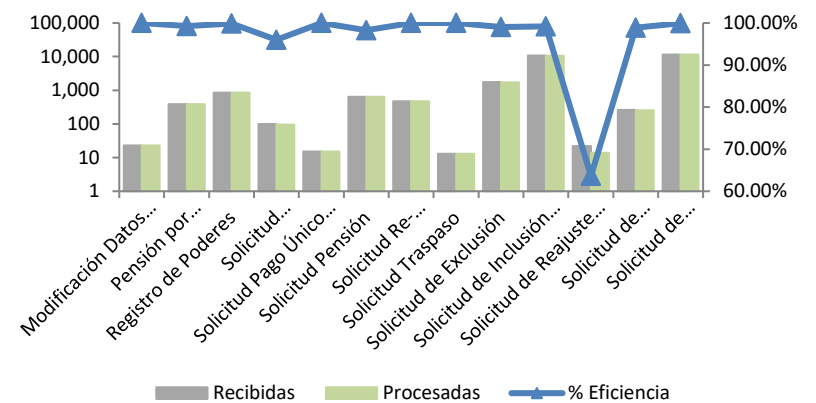 100,000
10,000
1,000
100
10
1
100.00%
90.00%
80.00%
70.00%
60.00%
Modificación Datos...
Pensión por...
Registro de Poderes
Solicitud...
Solicitud Pago Único...
Solicitud Pensión
Solicitud Re-...
Solicitud Traspaso
Solicitud de Exclusión
Solicitud de Inclusión...
Solicitud de Reajuste...
Solicitud de...
Solicitud de...
Recibidas
Procesadas
% Eficiencia